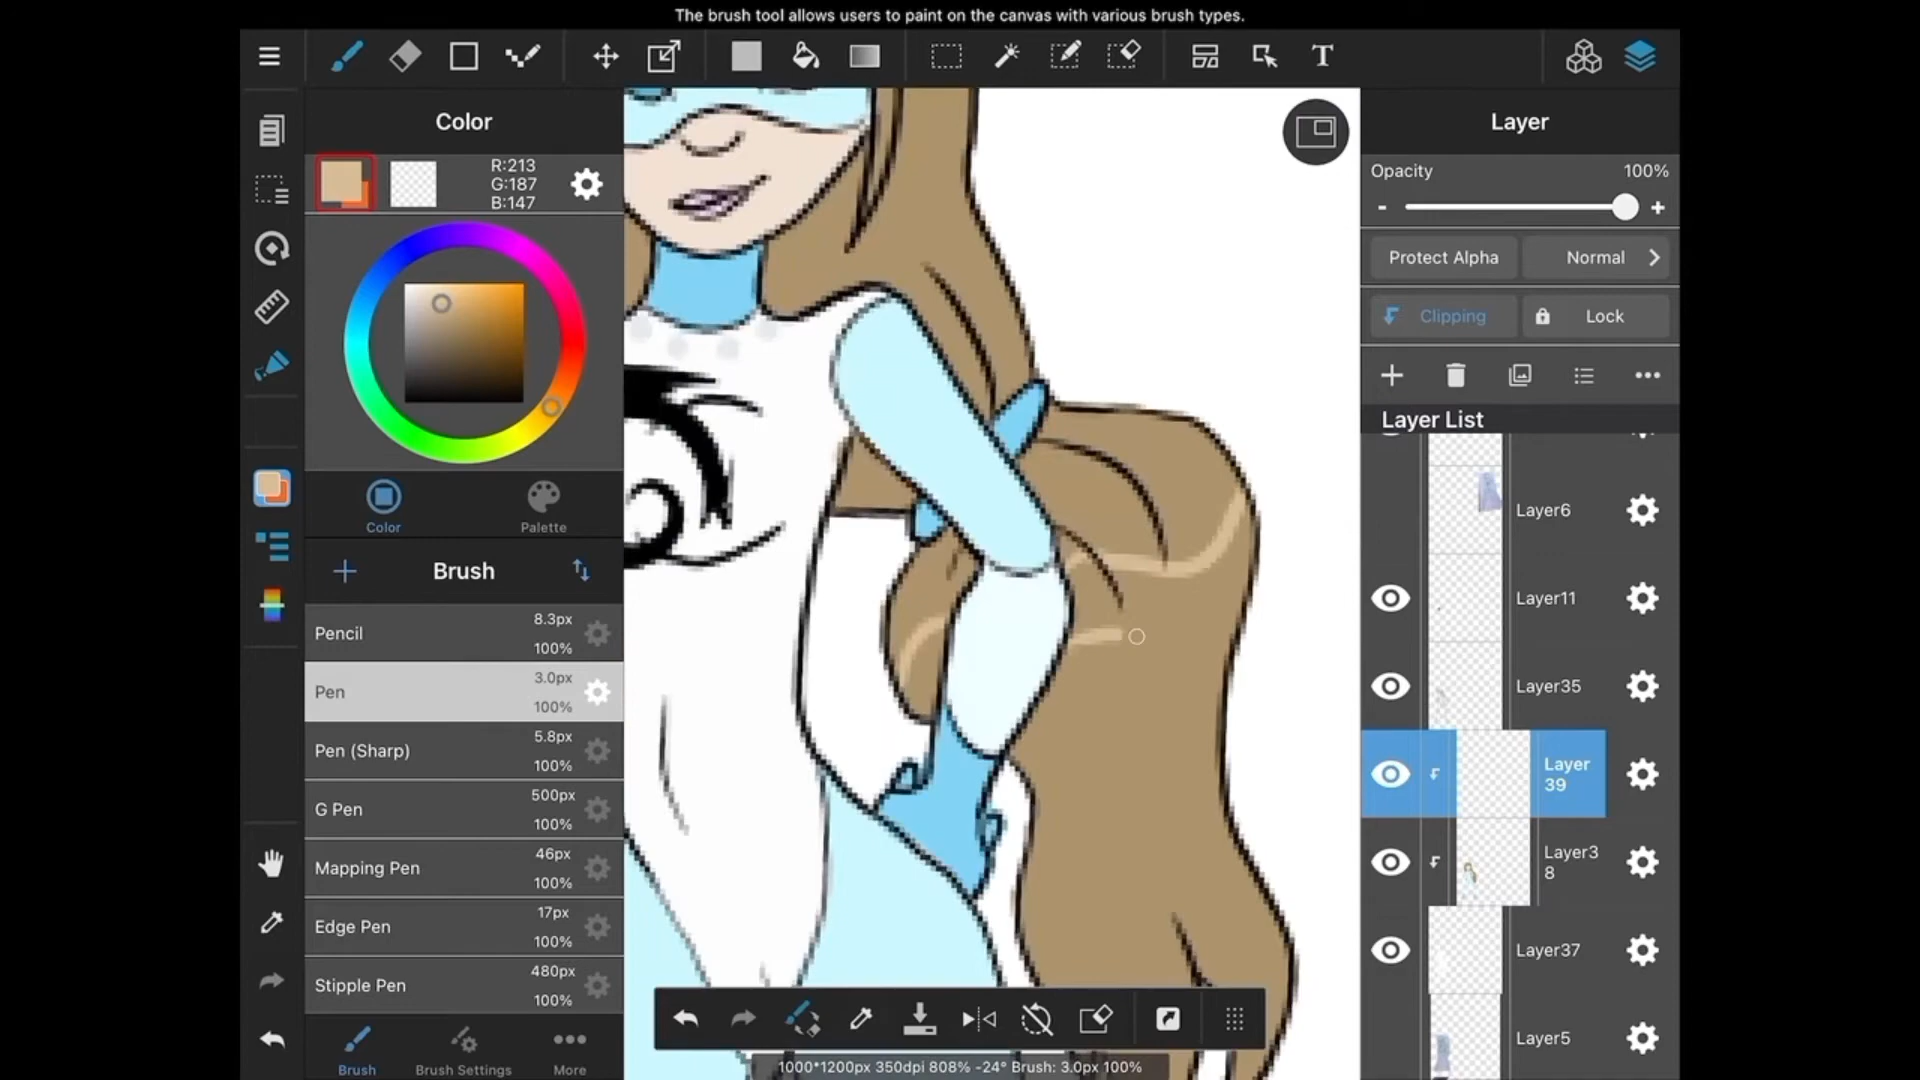 The brush tool allows users to paint on the canvas with various brush types.
T
Color
R:213
G:187
B:147
Color
Palette
Brush
Pencil
8.3px
100%
Pen
3.0px
100%
Pen (Sharp)
5.8px
100%
G Pen
500px
100%
Mapping Pen
46px
100%
Edge Pen
17px
100%
Stipple Pen
480px
100%
Brush
Brush Settings
More
1000*1200px 350dpi 808% -24° Brush: 3.0px 100%
Layer
Opacity
100%
Protect Alpha
Normal
Clipping
Lock
Layer List
Layer6
Layer11
Layer35
Layer
39
Layer3
8
Layer37
Layer5